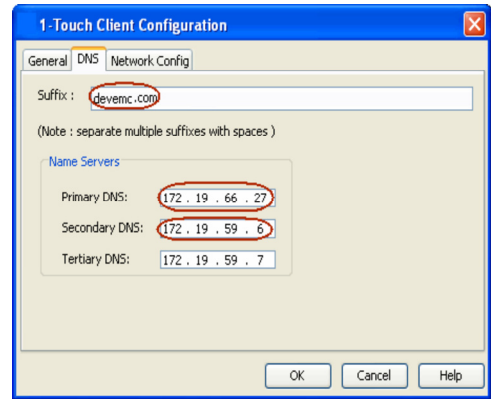 1-Touch Client Configuration
General DNS Network Config
Suffix : devemc.com
(Note : separate multiple suffixes with spaces )
Name Servers
Primary DNS: 172 . 19 . 66 . 27
Secondary DNS: 172 . 19 . 59 . 6
Tertiary DNS: 172 . 19 . 59 . 7
OK Cancel Help